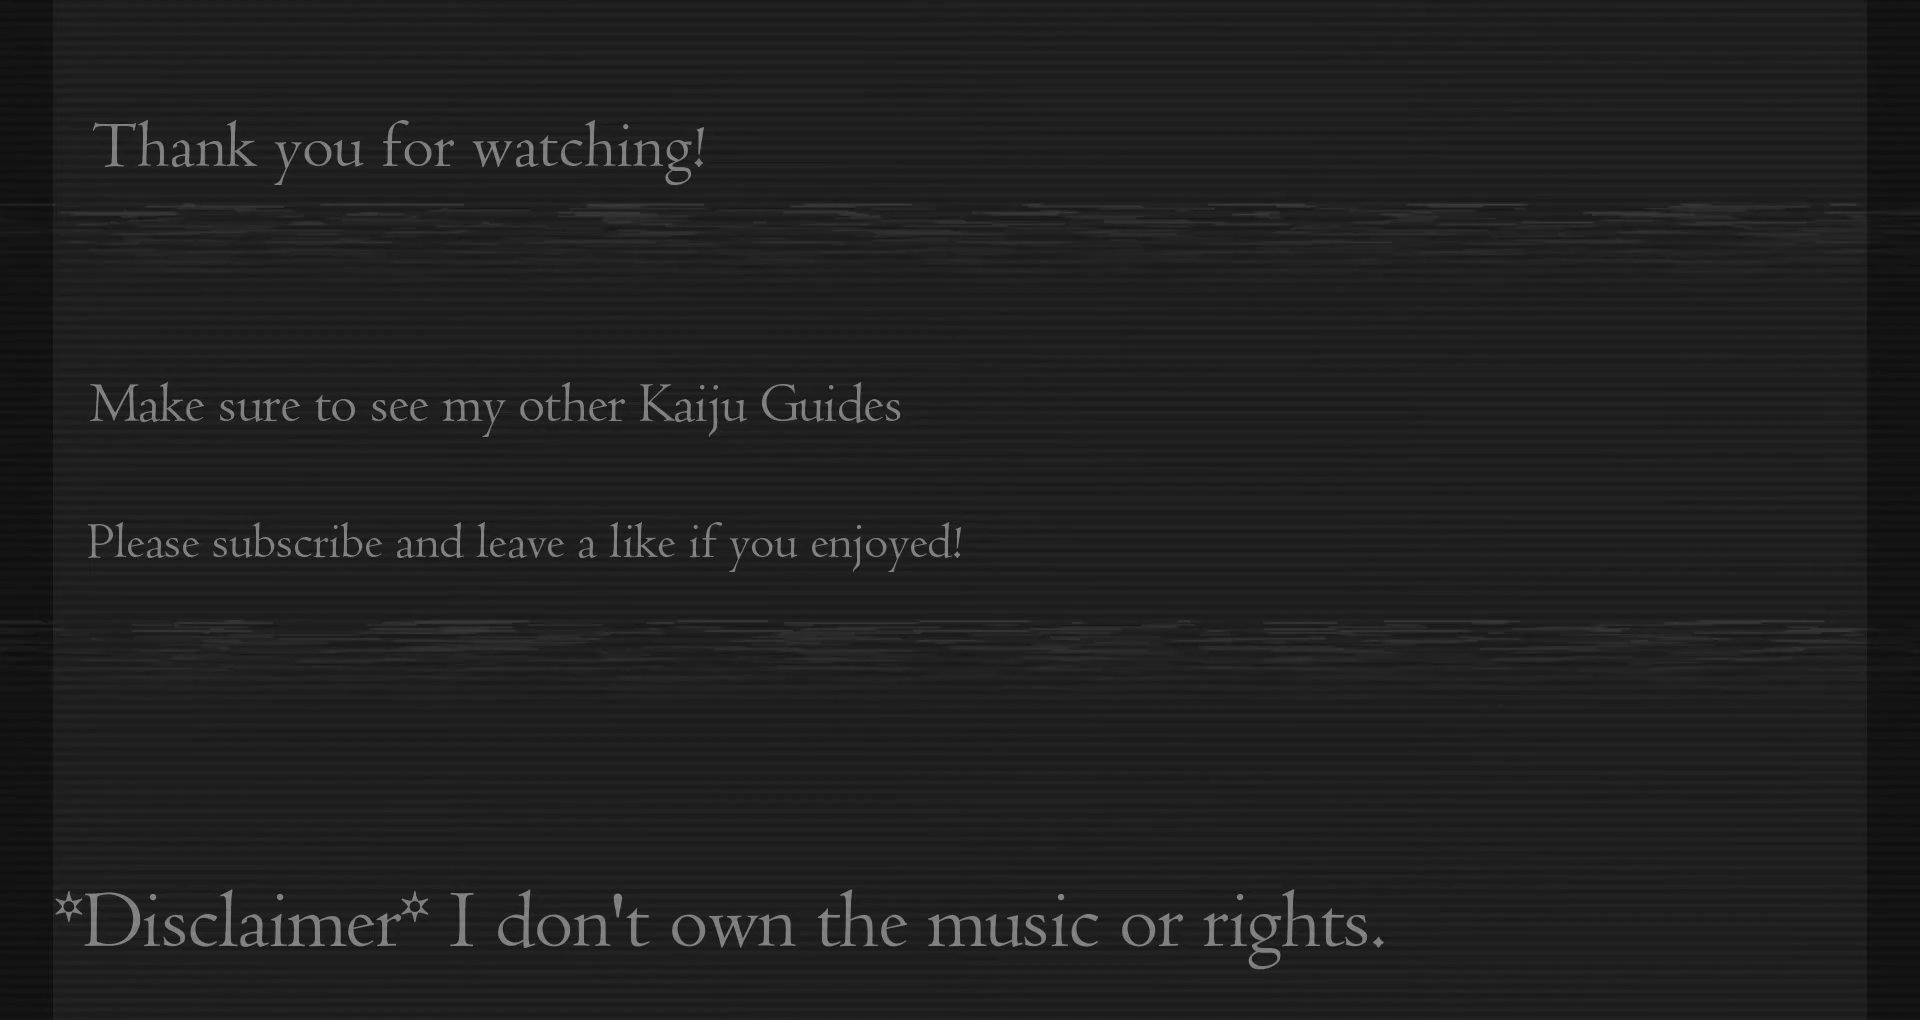 Thank you for watching!
Make sure to see my other Kaiju Guides
Please subscribe and leave a like if you enjoyed!
*Disclaimer* I don't own the music or rights.